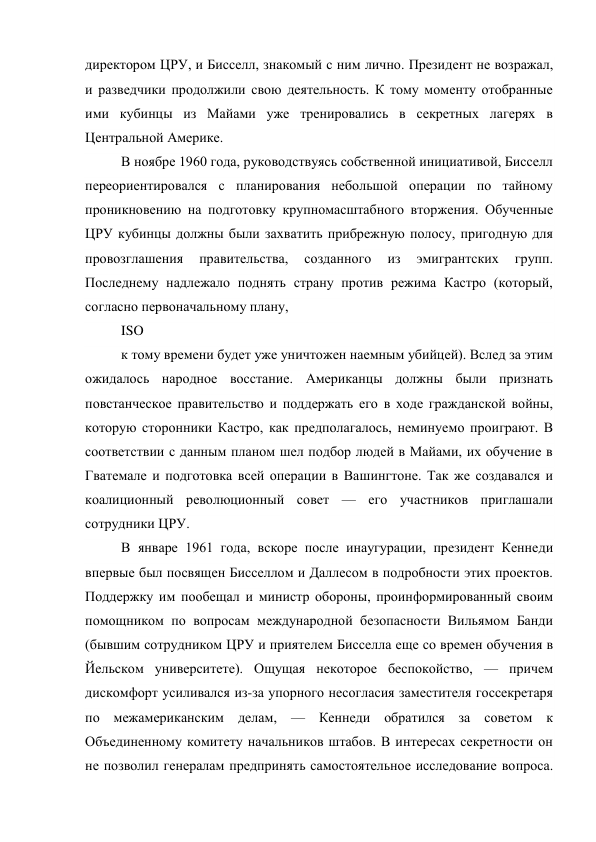 директором ЦРУ, и Бисселл, знакомый с ним лично. Президент не возражал,
и разведчики продолжили свою деятельность. К тому моменту отобранные
ими кубинцы из Майами уже тренировались в секретных лагерях в
Центральной Америке.
В ноябре 1960 года, руководствуясь собственной инициативой, Бисселл
переориентировался с планирования небольшой операции по тайному
проникновению на подготовку крупномасштабного вторжения. Обученные
ЦРУ кубинцы должны были захватить прибрежную полосу, пригодную для
провозглашения правительства, созданного из эмигрантских групп.
Последнему надлежало поднять страну против режима Кастро (который,
согласно первоначальному плану,
ISO
к тому времени будет уже уничтожен наемным убийцей). Вслед за этим
ожидалось народное восстание. Американцы должны были признать
повстанческое правительство и поддержать его в ходе гражданской войны,
которую сторонники Кастро, как предполагалось, неминуемо проиграют. В
соответствии с данным планом шел подбор людей в Майами, их обучение в
Гватемале и подготовка всей операции в Вашингтоне. Так же создавался и
коалиционный революционный совет — его участников приглашали
сотрудники ЦРУ.
В январе 1961 года, вскоре после инаугурации, президент Кеннеди
впервые был посвящен Бисселлом и Даллесом в подробности этих проектов.
Поддержку им пообещал и министр обороны, проинформированный своим
помощником по вопросам международной безопасности Вильямом Банди
(бывшим сотрудником ЦРУ и приятелем Бисселла еще со времен обучения в
Йельском университете). Ощущая некоторое беспокойство, — причем
дискомфорт усиливался из-за упорного несогласия заместителя госсекретаря
по межамериканским делам, — Кеннеди обратился за советом к
Объединенному комитету начальников штабов. В интересах секретности он
не позволил генералам предпринять самостоятельное исследование вопроса.